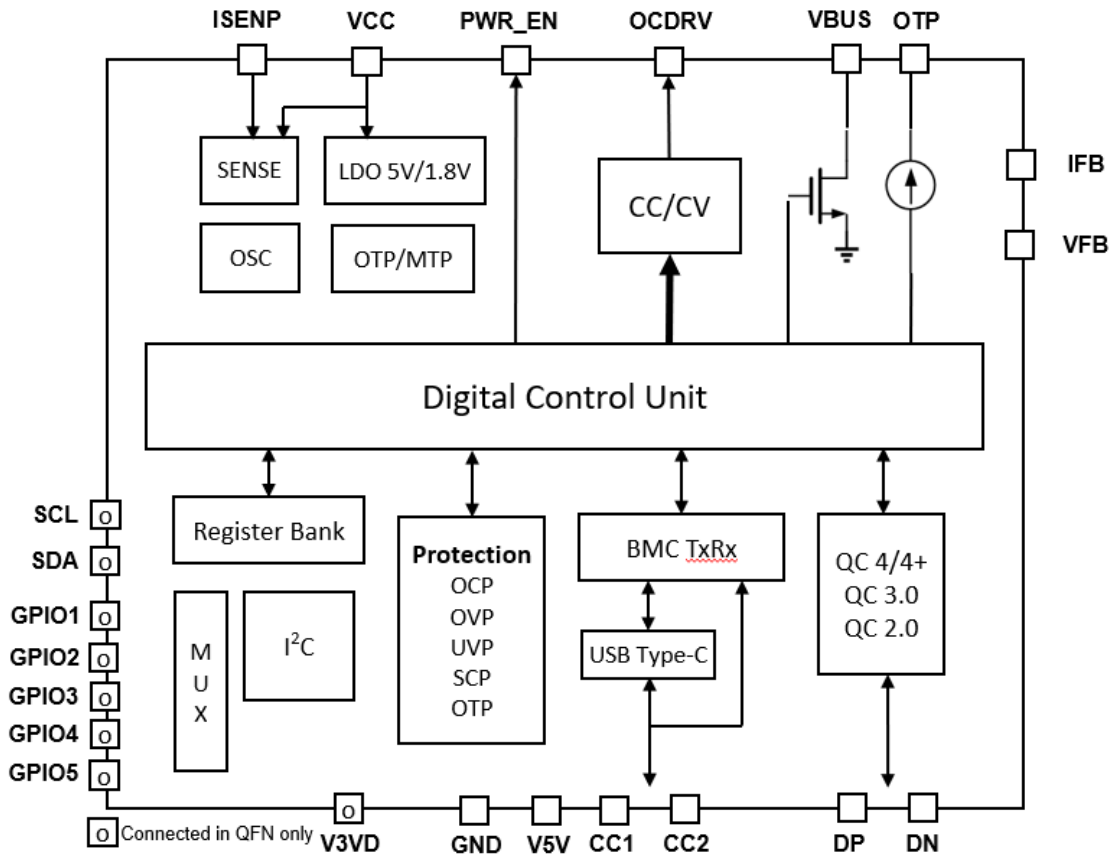 ISENP
VCC
PWR_EN
OCDRV
VBUS
OTP
IFB
VFB
SENSE
LDO 5V/1.8V
CC/CV
OSC
OTP/MTP
Digital Control Unit
SCL o
SDA o
GPIO1 o
GPIO2 o
GPIO3 o
GPIO4 o
GPIO5 o
Register Bank
MUX
I²C
Protection
OCP
OVP
UVP
SCP
OTP
BMC TxRx
USB Type-C
QC 4/4+
QC 3.0
QC 2.0
o Connected in QFN only
o
V3VD
GND
V5V
CC1
CC2
DP
DN